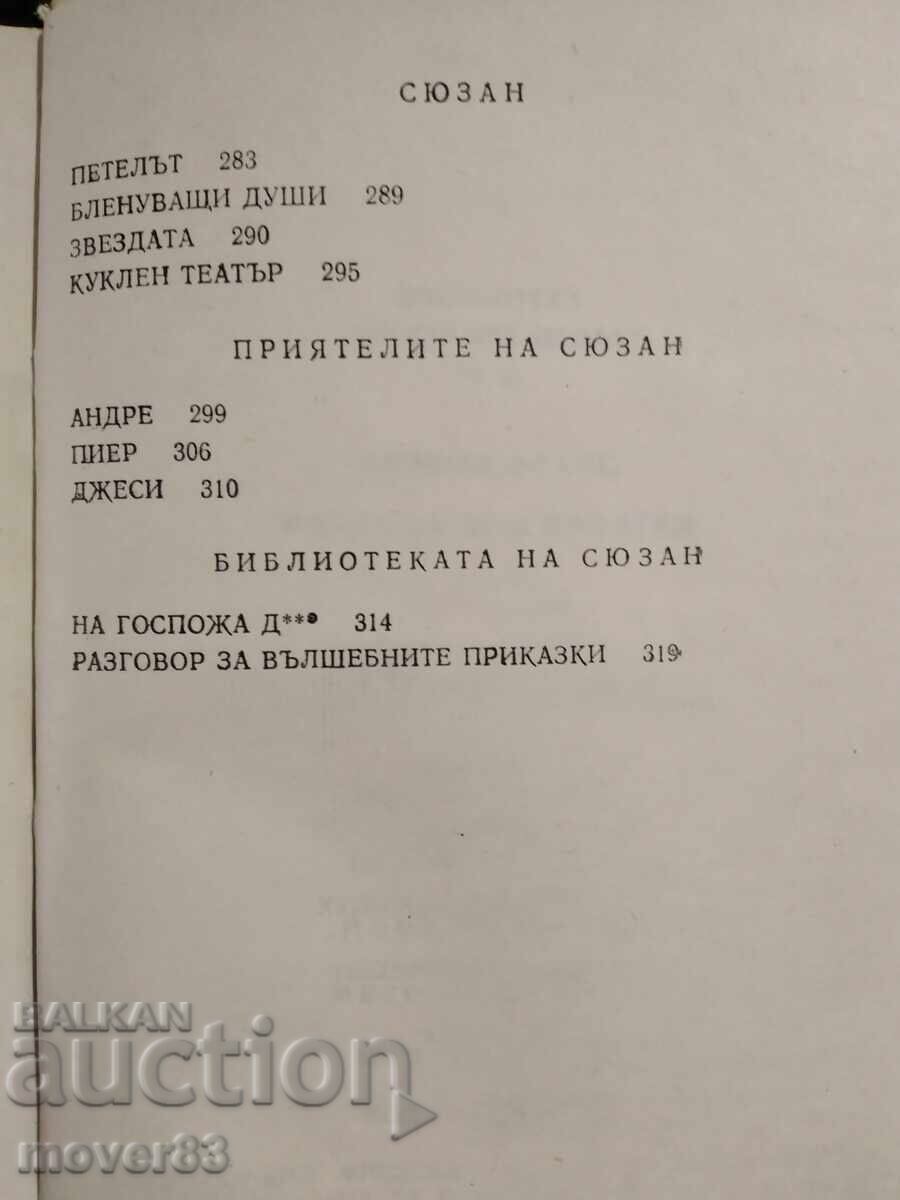 СЮЗАН
ПЕТЕЛЪТ 283
БЛЕНУВАЩИ ДУШИ 289
ЗВЕЗДАТА 290
КУКЛЕН ТЕАТЪР 295
ПРИЯТЕЛИТЕ НА СЮЗАН
АНДРЕ 299
ПИЕР 306
ДЖЕСИ 310
БИБЛИОТЕКАТА НА СЮЗАН
НА ГОСПОЖА Д*** 314
РАЗГОВОР ЗА ВЪЛШЕБНИТЕ ПРИКАЗКИ 319
BALKAN
auction
mover83